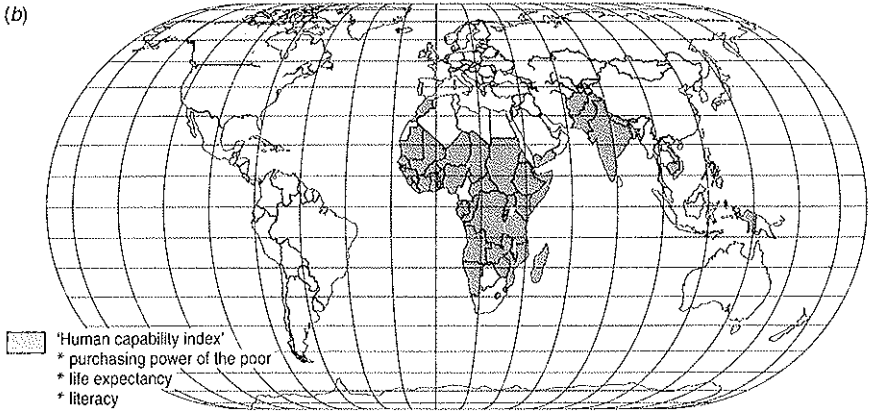 (b)
'Human capability index'
* purchasing power of the poor
* life expectancy
* literacy